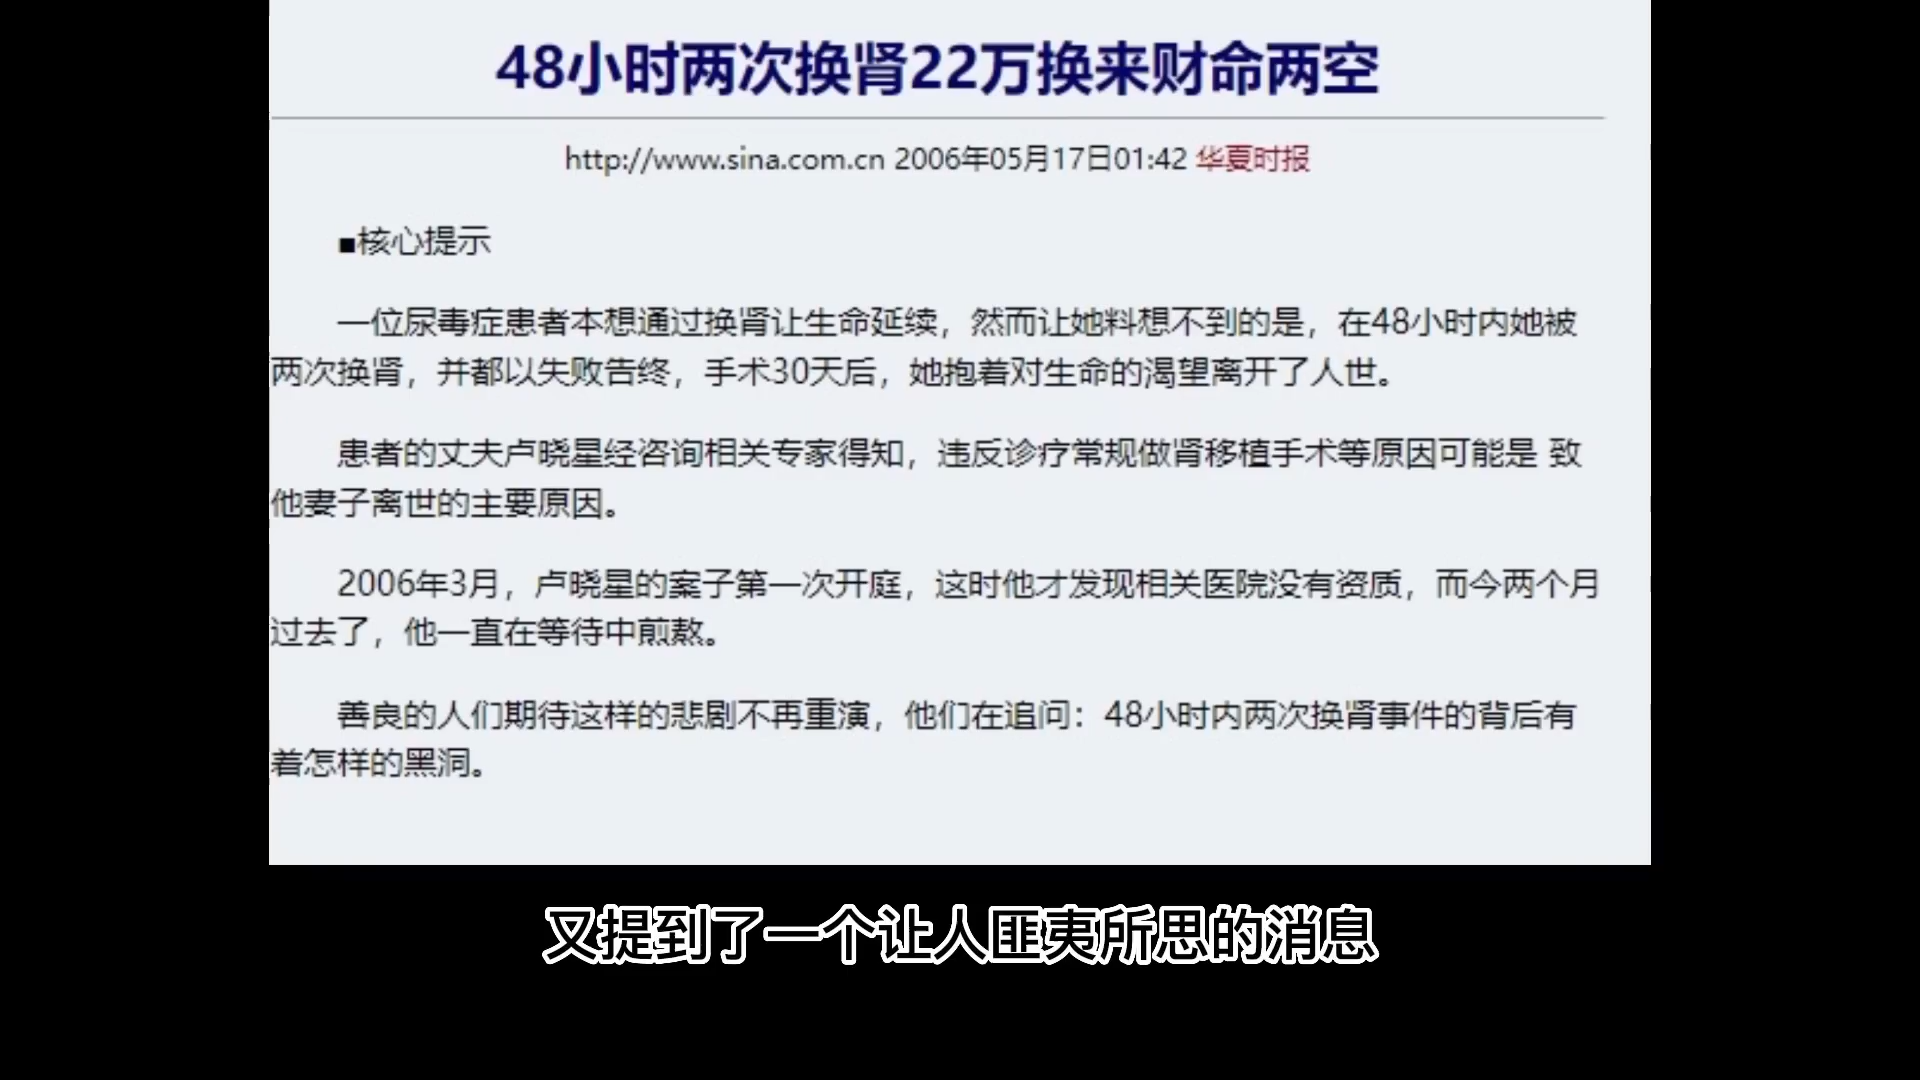 48小时两次换肾22万换来财命两空
http://www.sina.com.cn 2006年05月17日01:42 华夏时报
■核心提示
一位尿毒症患者本想通过换肾让生命延续，然而让她料想不到的是，在48小时内她被
两次换肾，并都以失败告终，手术30天后，她抱着对生命的渴望离开了人世。
患者的丈夫卢晓星经咨询相关专家得知，违反诊疗常规做肾移植手术等原因可能是 致
他妻子离世的主要原因。
2006年3月，卢晓星的案子第一次开庭，这时他才发现相关医院没有资质，而今两个月
过去了，他一直在等待中煎熬。
善良的人们期待这样的悲剧不再重演，他们在追问：48小时内两次换肾事件的背后有
着怎样的黑洞。
又提到了一个让人匪夷所思的消息